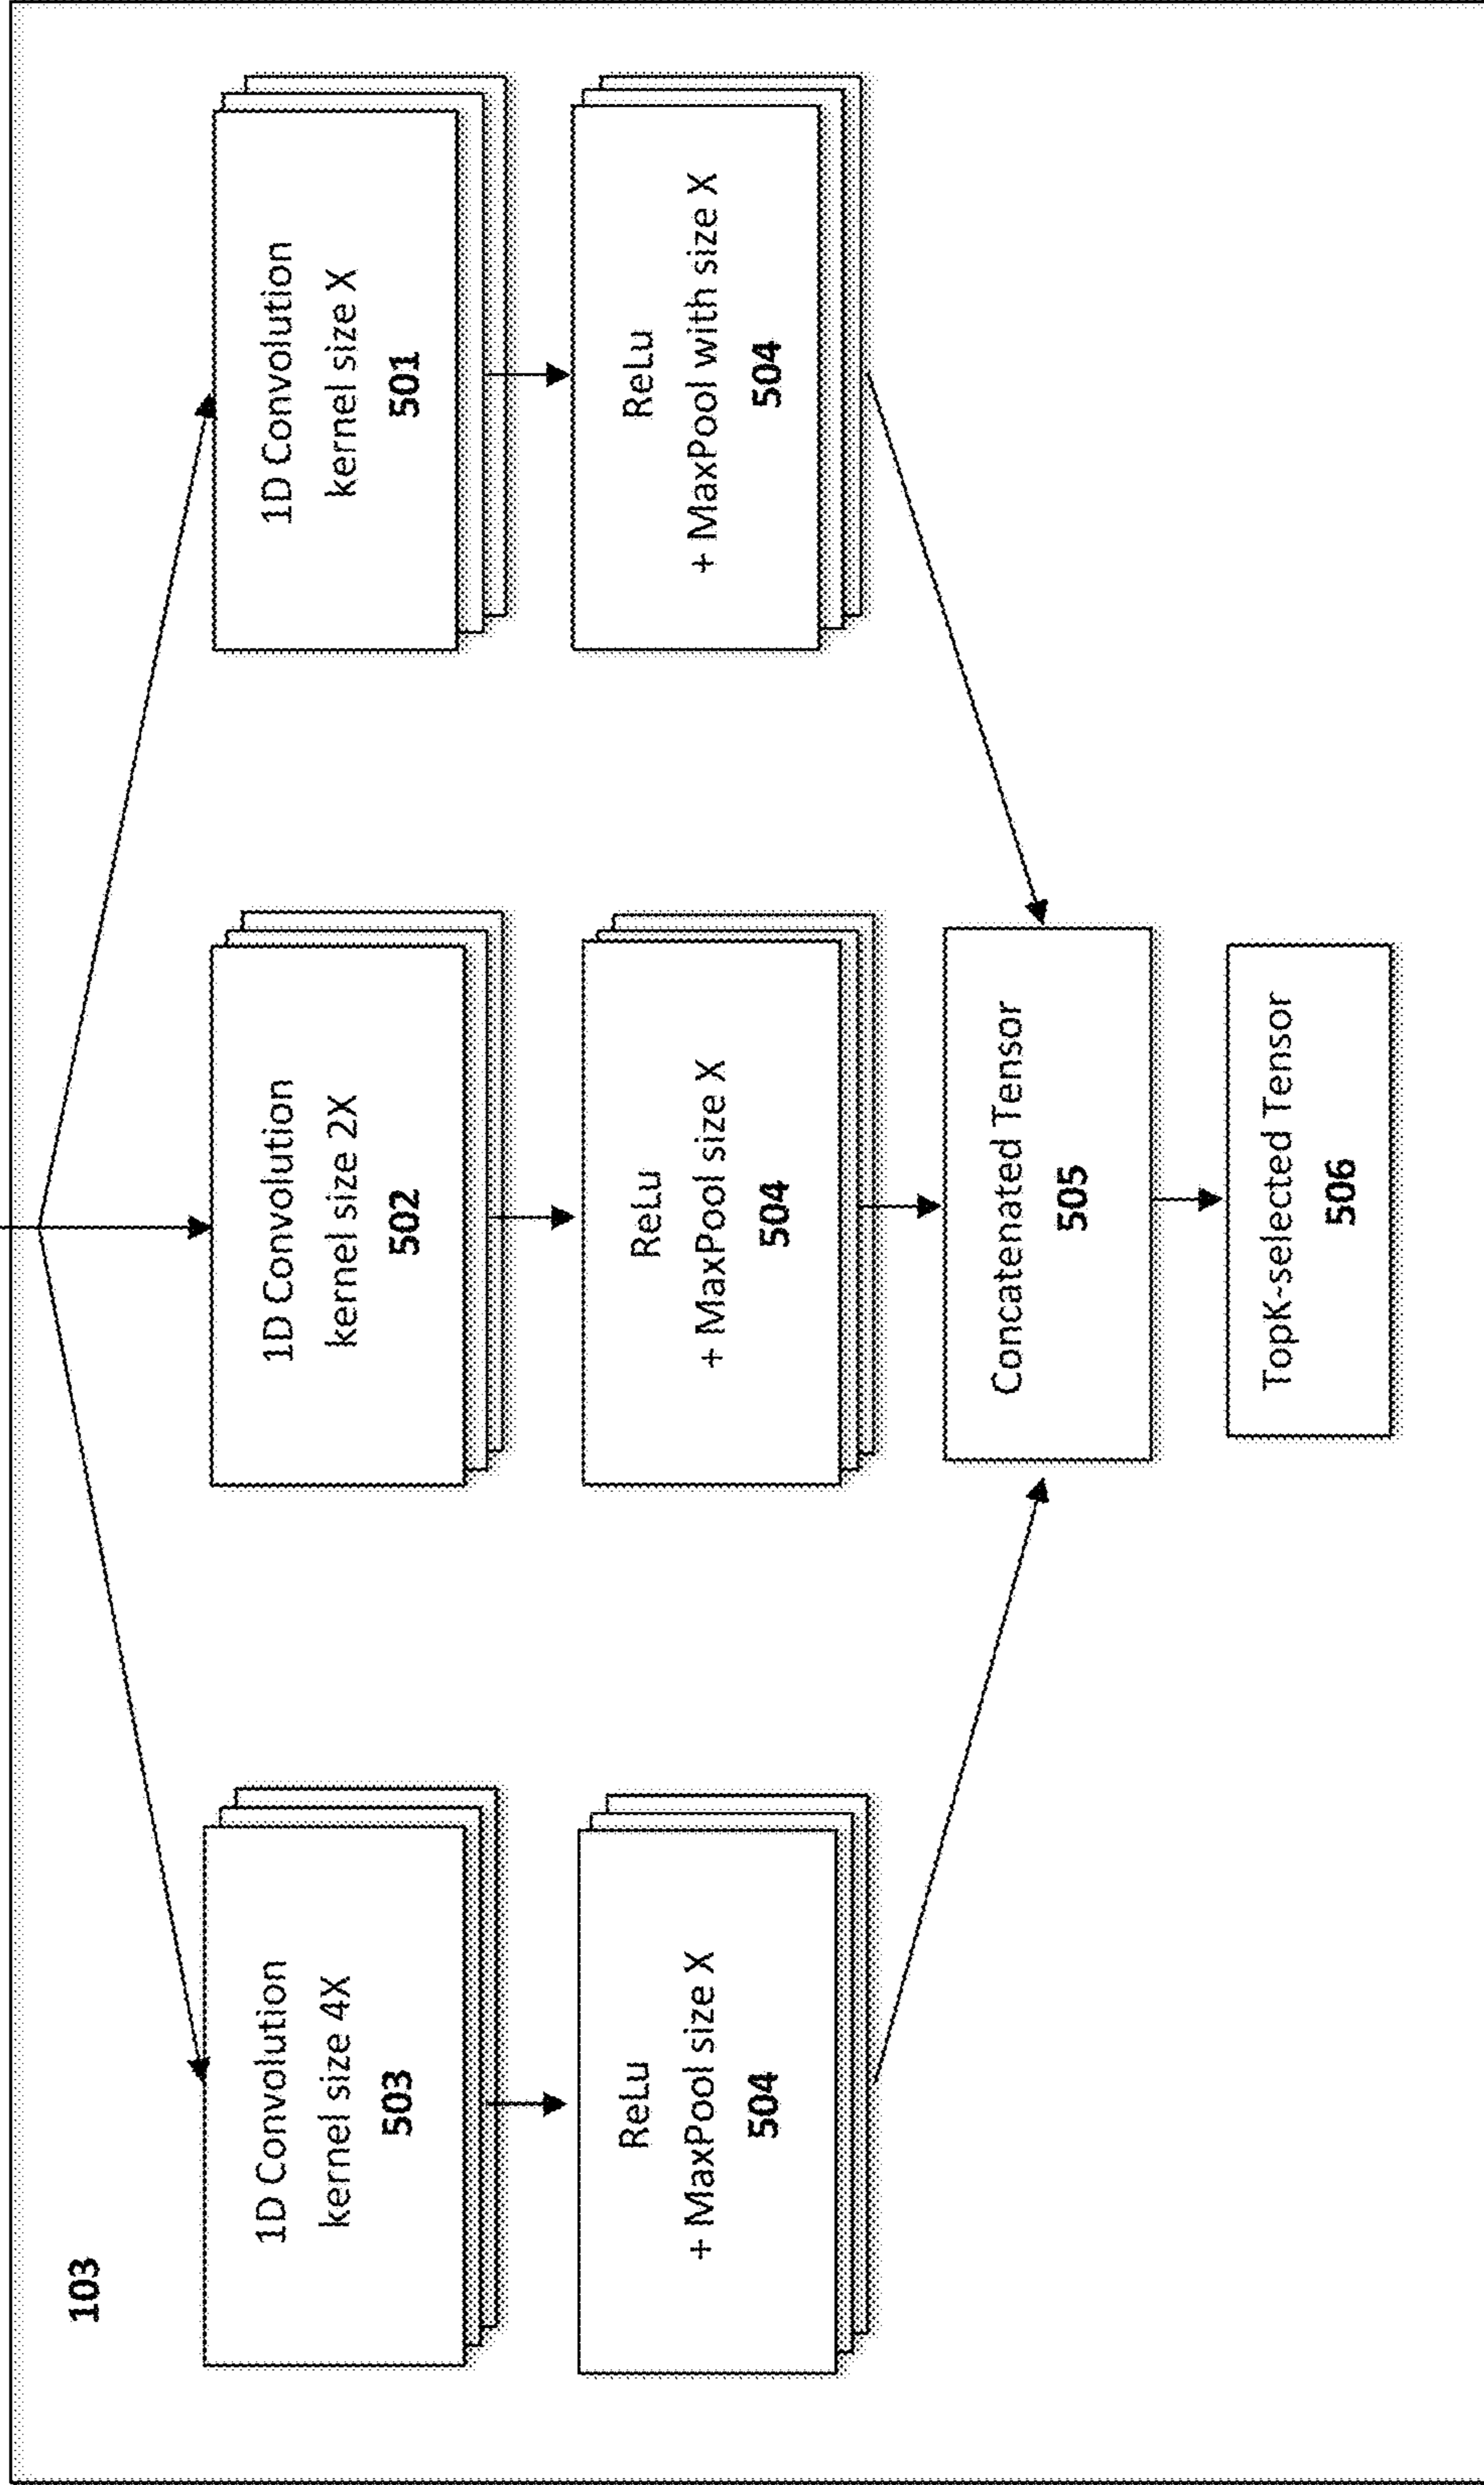 103
1D Convolution
kernel size 4X
503
1D Convolution
kernel size 2X
502
1D Convolution
kernel size X
501
ReLu
+ MaxPool size X
504
ReLu
+ MaxPool size X
504
ReLu
+ MaxPool with size X
504
Concatenated Tensor
505
TopK-selected Tensor
506